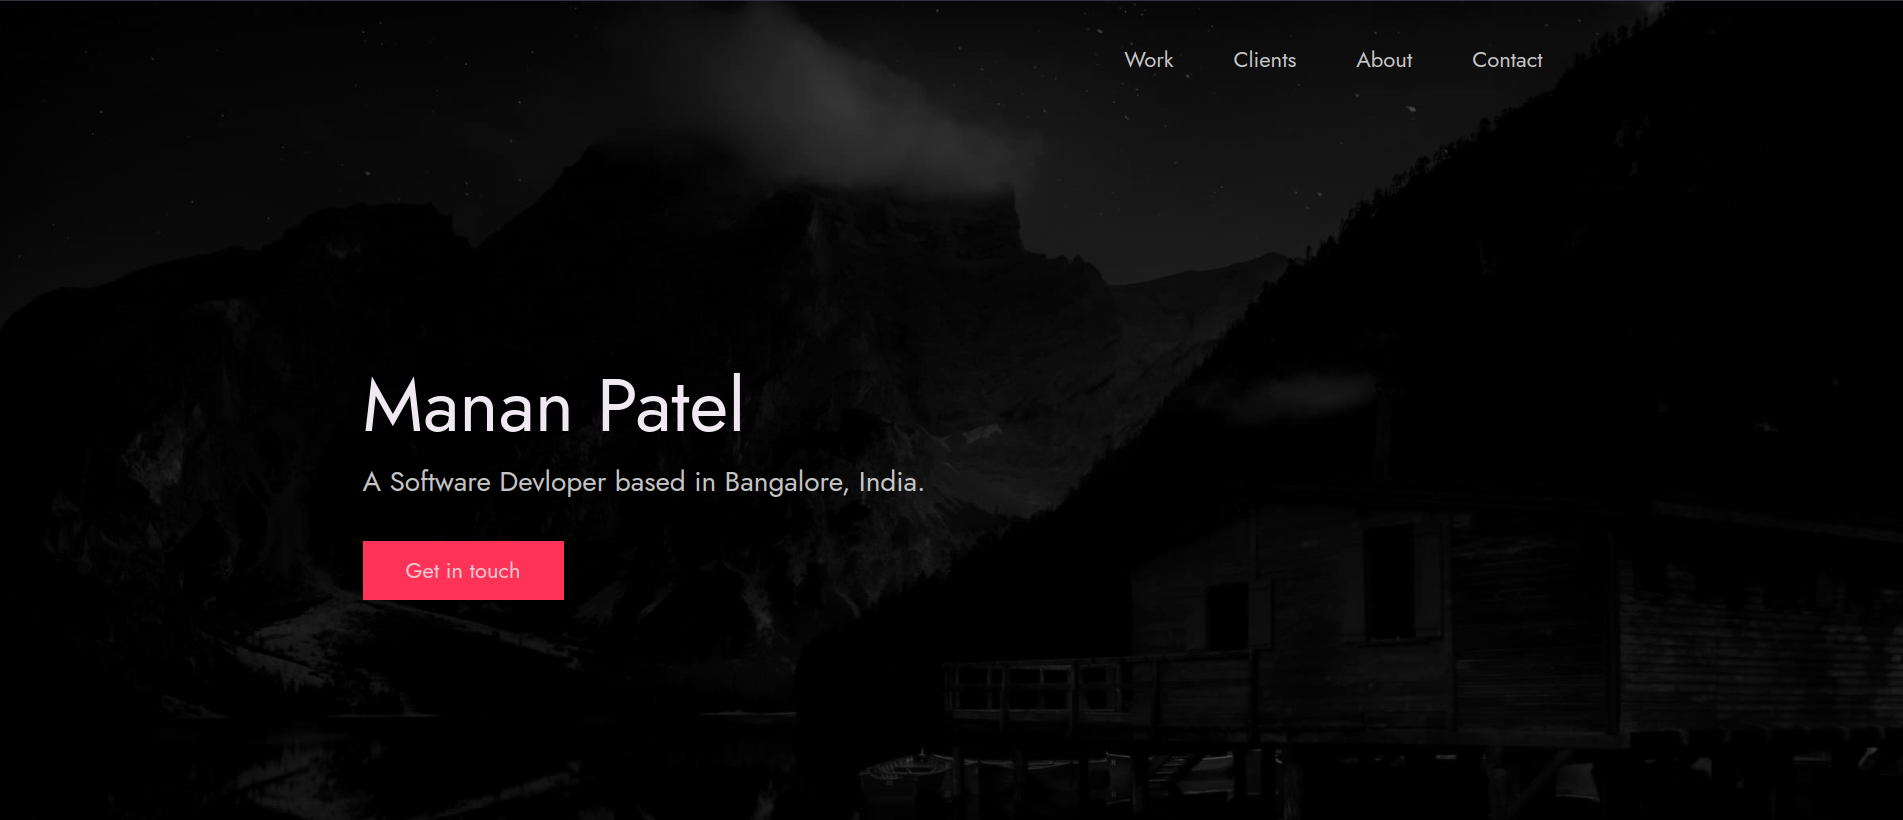 Work Clients About Contact
Manan Patel
A Software Devloper based in Bangalore, India.
Get in touch